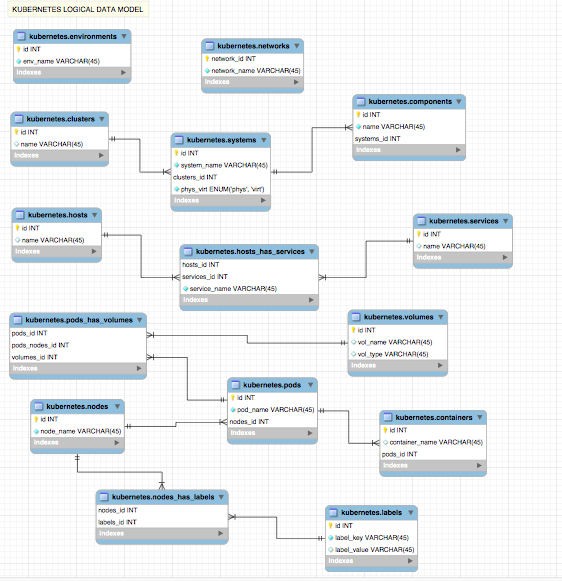 KUBERNETES LOGICAL DATA MODEL
kubernetes.environments
id INT
env_name VARCHAR(45)
Indexes
kubernetes.networks
network_id INT
network_name VARCHAR(45)
Indexes
kubernetes.clusters
id INT
name VARCHAR(45)
Indexes
kubernetes.systems
id INT
system_name VARCHAR(45)
clusters_id INT
phys_virt ENUM('phys', 'virt')
Indexes
kubernetes.components
id INT
name VARCHAR(45)
systems_id INT
Indexes
kubernetes.hosts
id INT
name VARCHAR(45)
Indexes
kubernetes.hosts_has_services
hosts_id INT
services_id INT
service_name VARCHAR(45)
Indexes
kubernetes.services
id INT
name VARCHAR(45)
Indexes
kubernetes.pods_has_volumes
pods_id INT
pods_nodes_id INT
volumes_id INT
Indexes
kubernetes.volumes
id INT
vol_name VARCHAR(45)
vol_type VARCHAR(45)
Indexes
kubernetes.nodes
id INT
node_name VARCHAR(45)
Indexes
kubernetes.pods
id INT
pod_name VARCHAR(45)
nodes_id INT
Indexes
kubernetes.containers
id INT
container_name VARCHAR(45)
pods_id INT
Indexes
kubernetes.nodes_has_labels
nodes_id INT
labels_id INT
Indexes
kubernetes.labels
id INT
label_key VARCHAR(45)
label_value VARCHAR(45)
Indexes